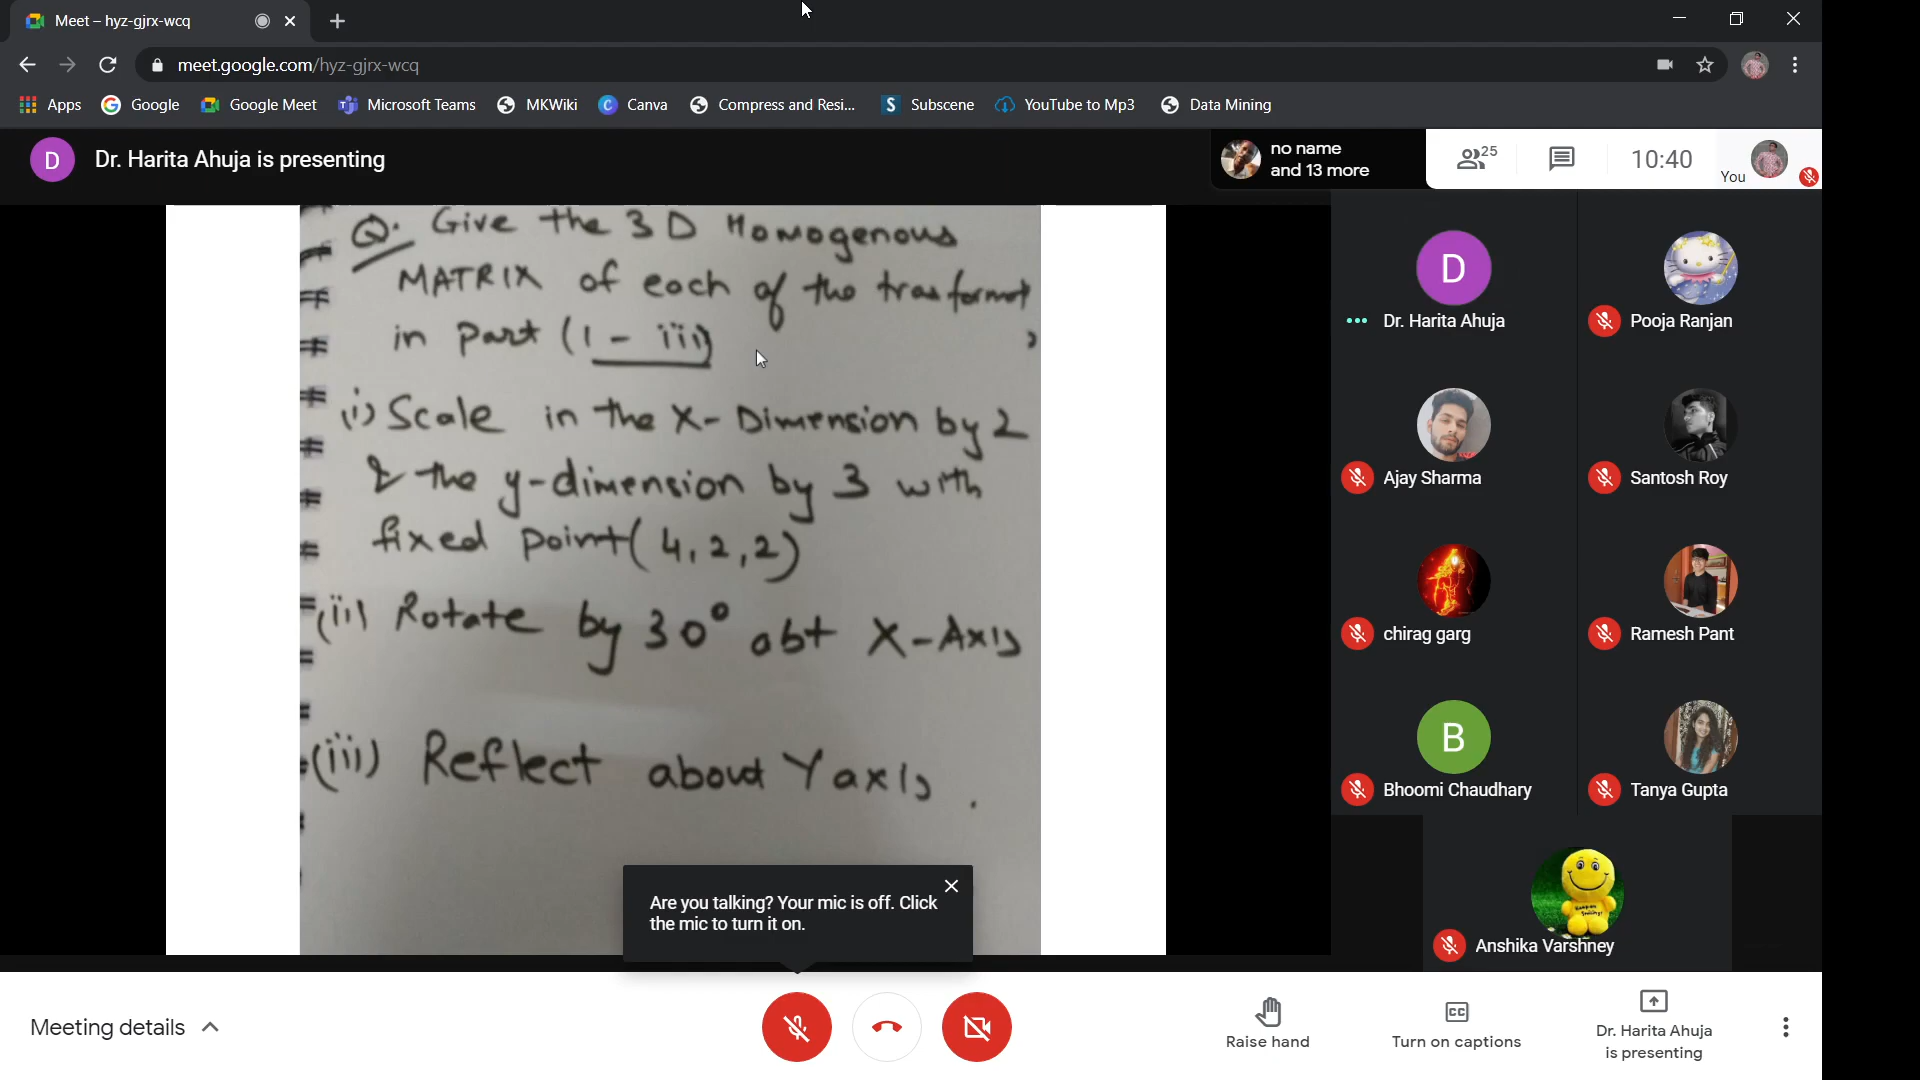 Meet – hyz-gjrx-wcq
meet.google.com/hyz-gjrx-wcq
Apps Google Google Meet Microsoft Teams MKWiki Canva Compress and Resi... Subscene YouTube to Mp3 Data Mining
D Dr. Harita Ahuja is presenting
no name
and 13 more
25
10:40
You
Q. Give the 3D Homogenous
MATRIX of each of the
in part (1 - iii)
(i) Scale in the X- Dimension by 2
& the y-dimension by 3 with
fixed point (4,2,2)
(ii) Rotate by 30° abt X-Axis
(iii) Reflect about Y axis.
D
Dr. Harita Ahuja
Pooja Ranjan
Ajay Sharma
Santosh Roy
chirag garg
Ramesh Pant
B
Bhoomi Chaudhary
Tanya Gupta
Anshika Varshney
Are you talking? Your mic is off. Click
the mic to turn it on.
Meeting details
Raise hand
Turn on captions
Dr. Harita Ahuja
is presenting